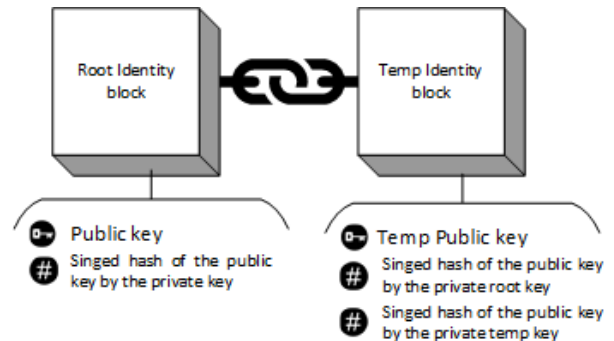 Root Identity
block
Temp Identity
block
Public key
# Singed hash of the public
key by the private key
Temp Public key
# Singed hash of the public key
by the private root key
# Singed hash of the public key
by the private temp key